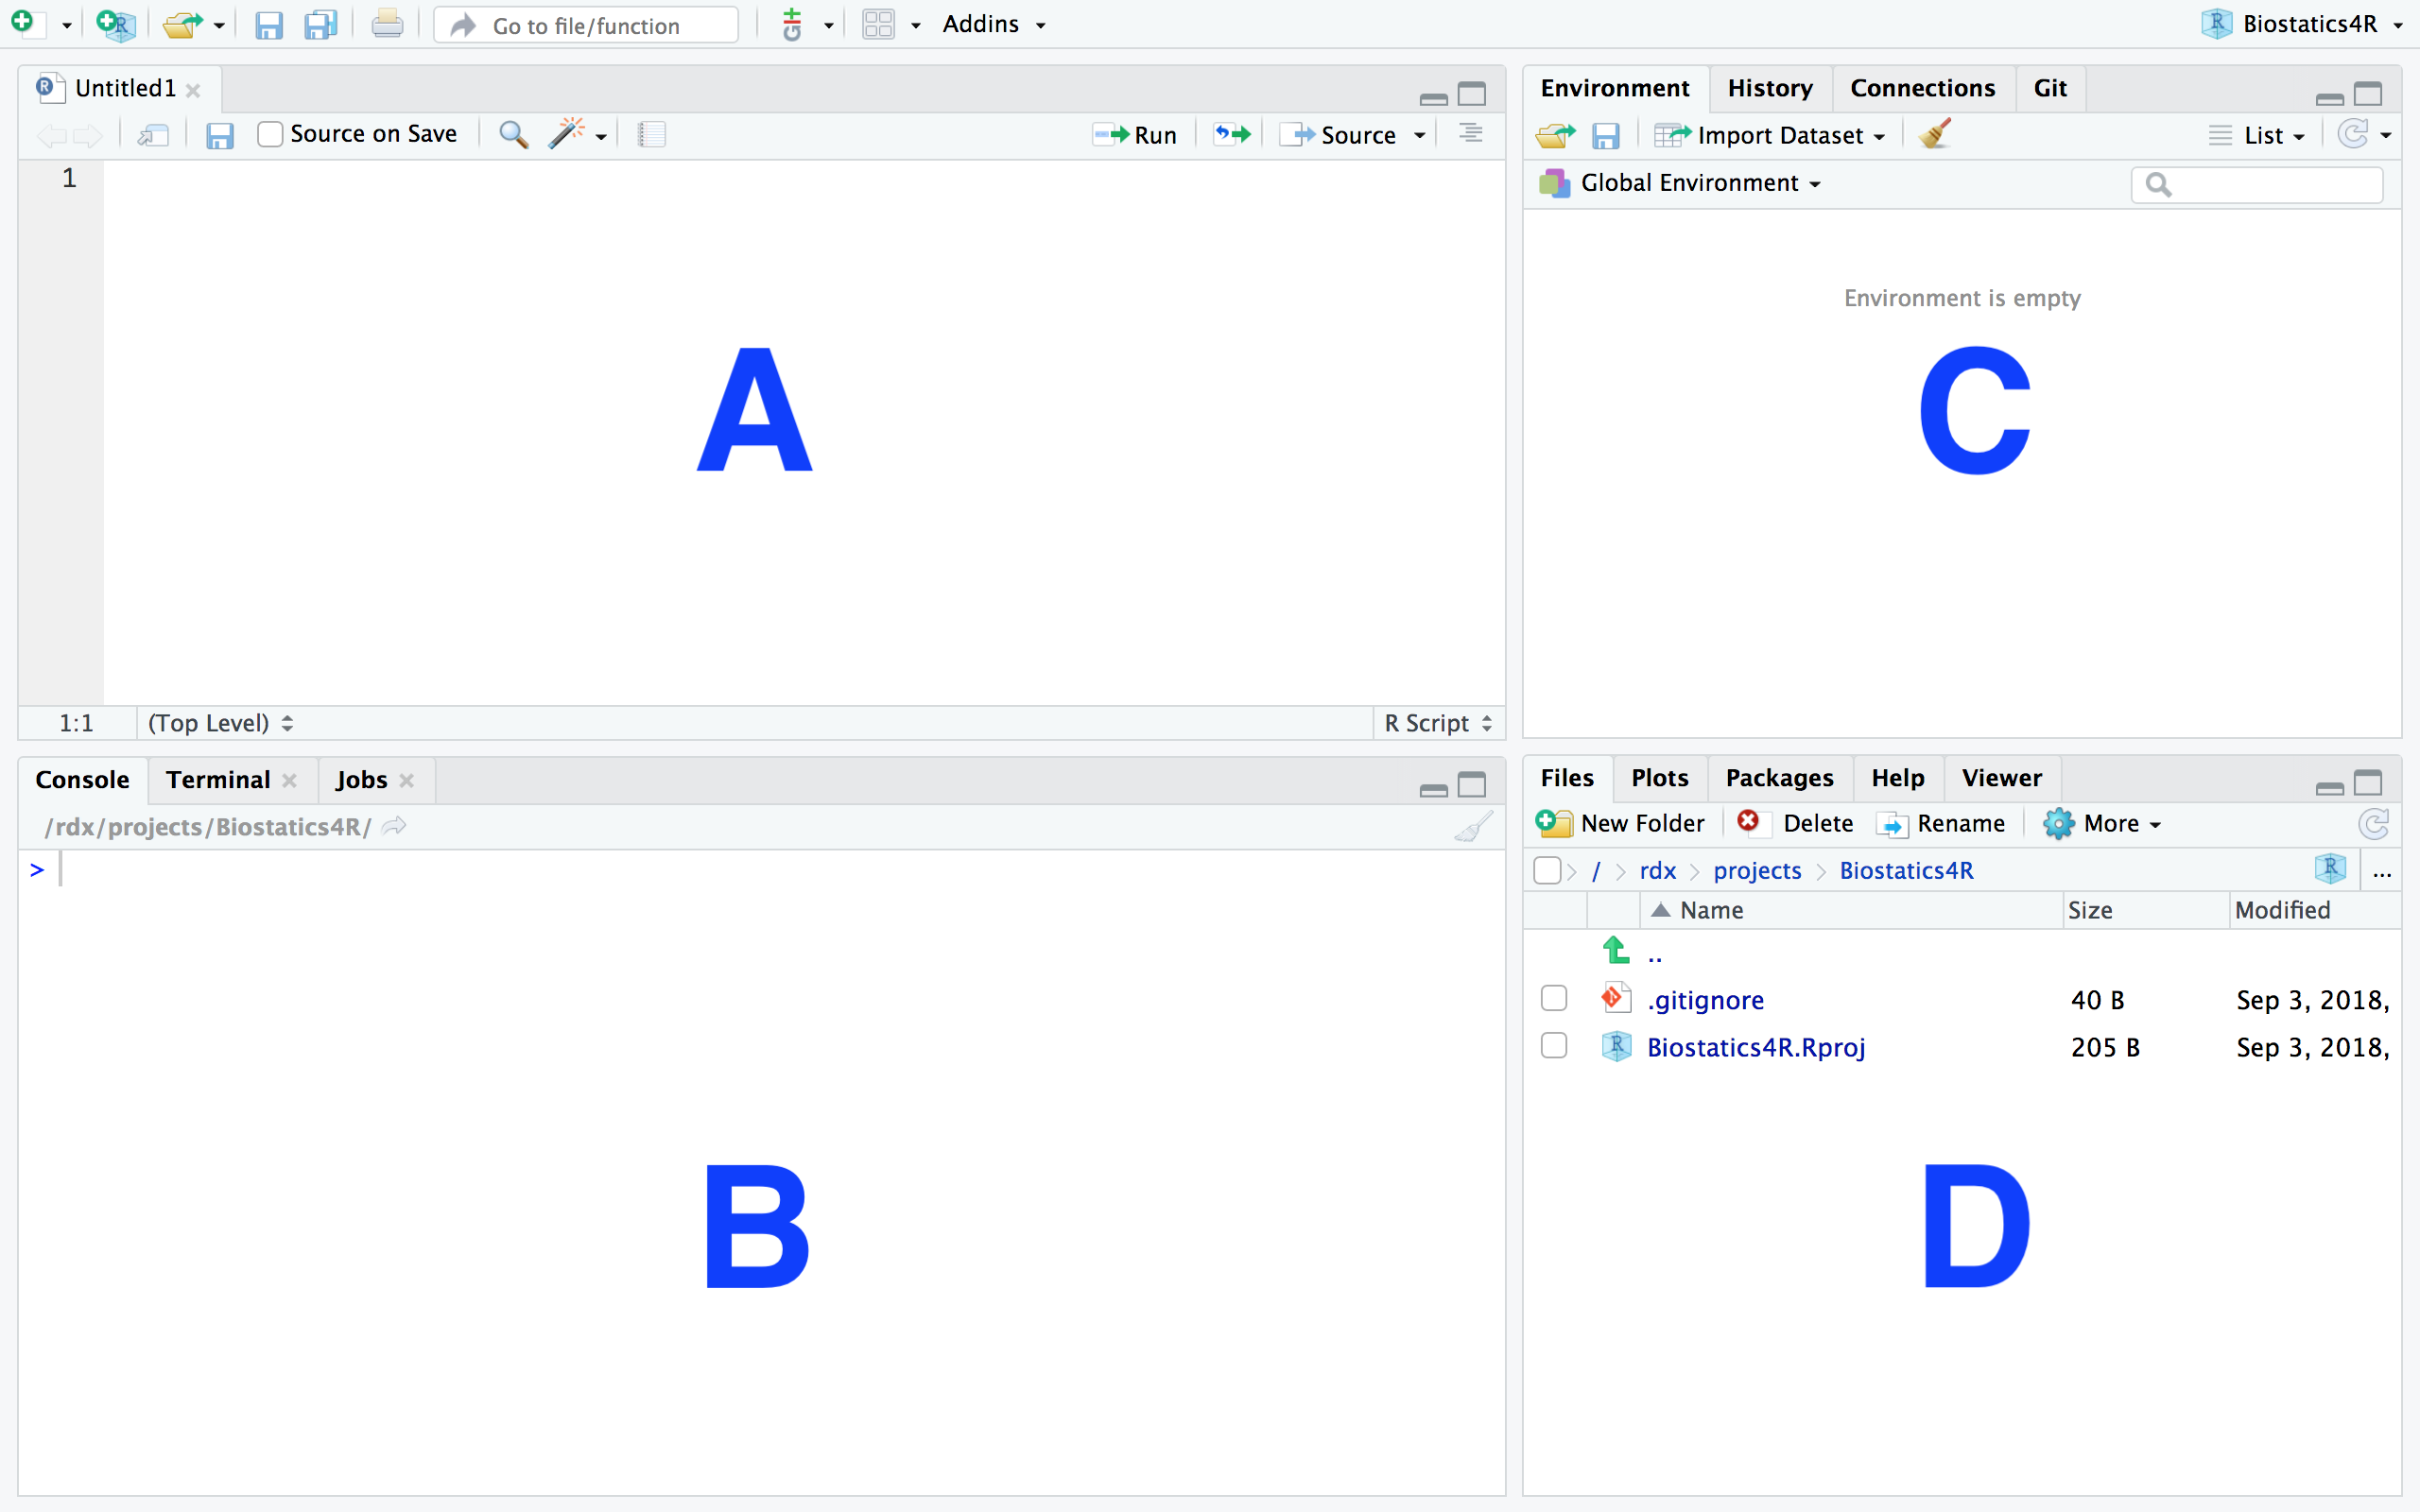 Go to file/function
Addins
Biostatics4R
Untitled1
Source on Save
Run
Source
1
A
1:1
(Top Level)
R Script
Environment History Connections Git
Import Dataset
List
Global Environment
Environment is empty
C
Console Terminal Jobs
/rdx/projects/Biostatics4R/
>
B
Files Plots Packages Help Viewer
New Folder Delete Rename More
/ rdx projects Biostatics4R ...
Name Size Modified
..
.gitignore 40 B Sep 3, 2018,
Biostatics4R.Rproj 205 B Sep 3, 2018,
D